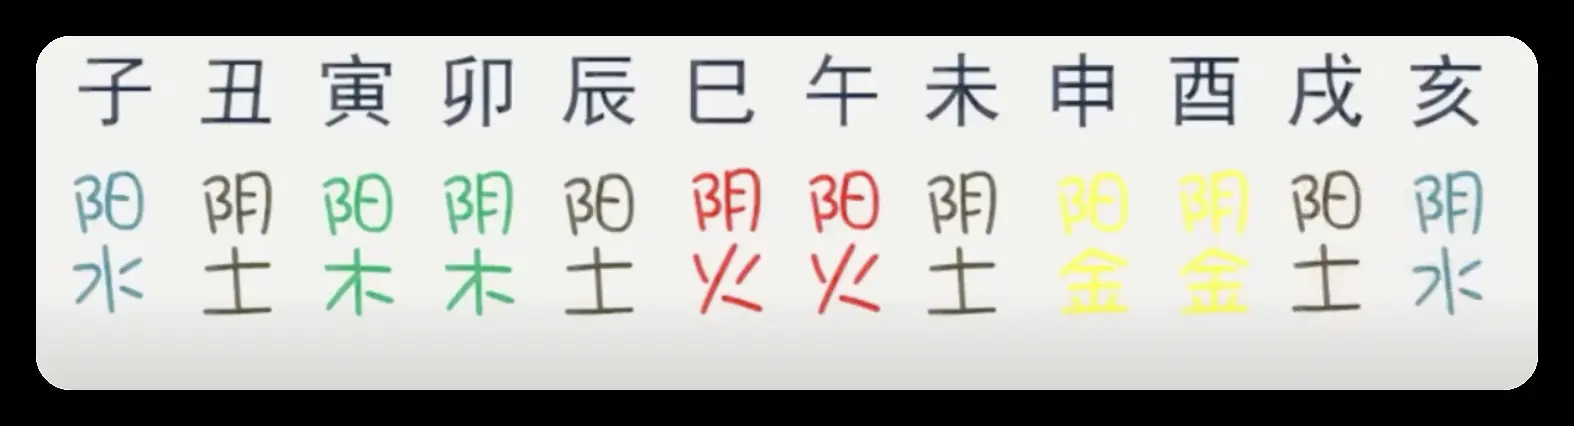 子 丑 寅 卯 辰 巳 午 未 申 酉 戌 亥
阳 阴 阳 阴 阳 阴 阳 阴 阳 阴 阳 阴
水 土 木 木 土 火 火 土 金 金 土 水